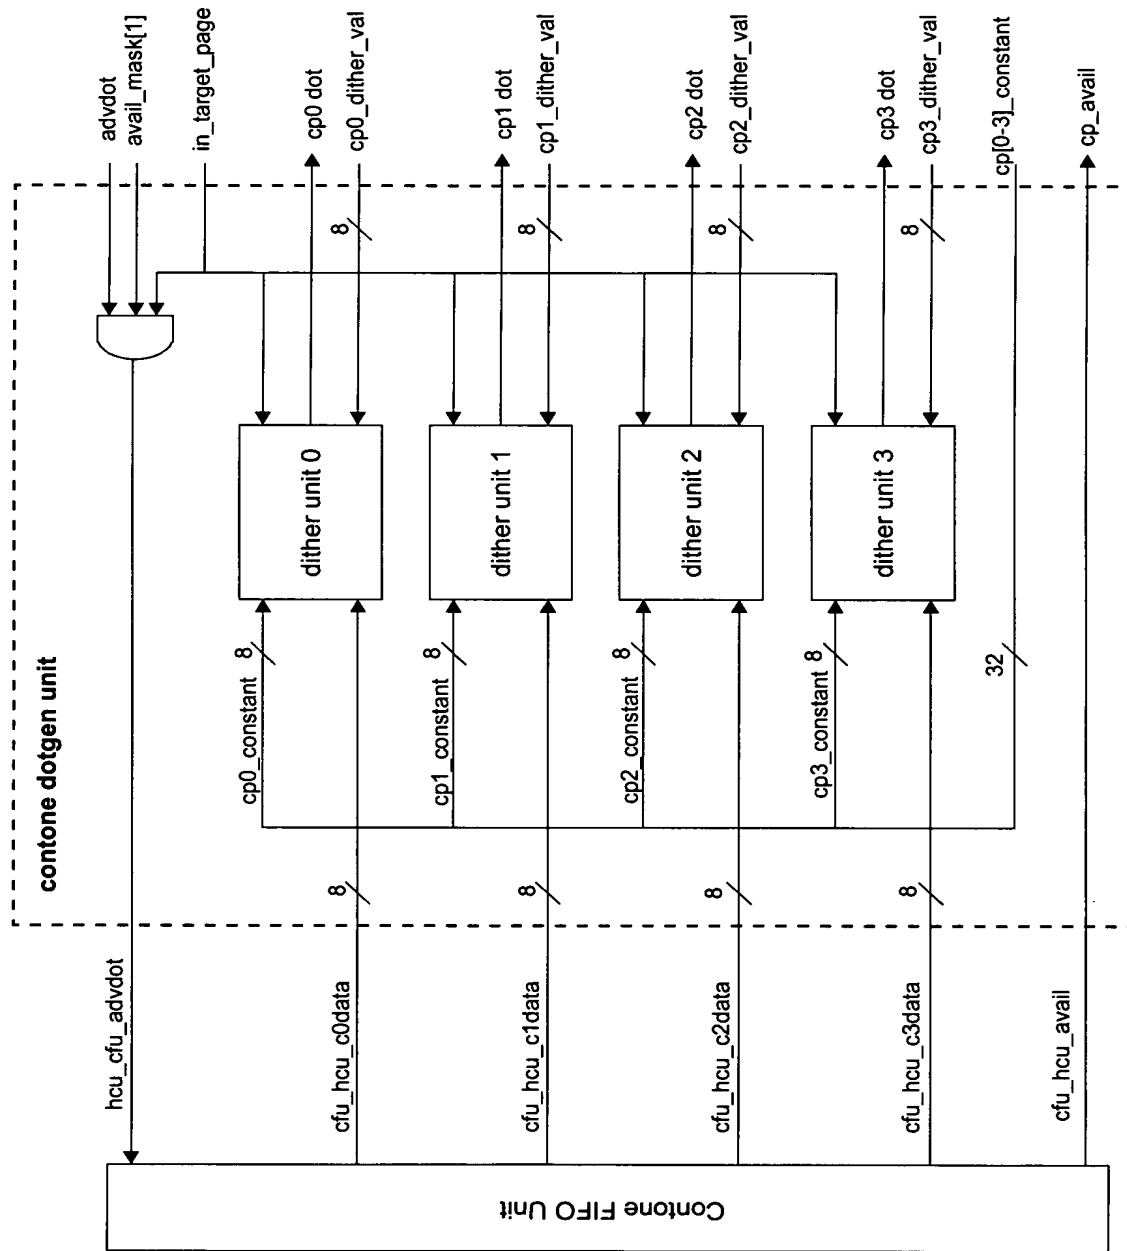 contone dotgen unit
advdot
avail_mask[1]
in_target_page
cp0 dot
cp0_dither_val
cp1 dot
cp1_dither_val
cp2 dot
cp2_dither_val
cp3 dot
cp3_dither_val
cp[0-3]_constant
cp_avail
8
8
8
8
dither unit 0
dither unit 1
dither unit 2
dither unit 3
cp0_constant
8
cp1_constant
8
cp2_constant
8
cp3_constant
8
32
8
8
8
8
hcu_cfu_advdot
cfu_hcu_c0data
cfu_hcu_c1data
cfu_hcu_c2data
cfu_hcu_c3data
cfu_hcu_avail
Contone FIFO Unit